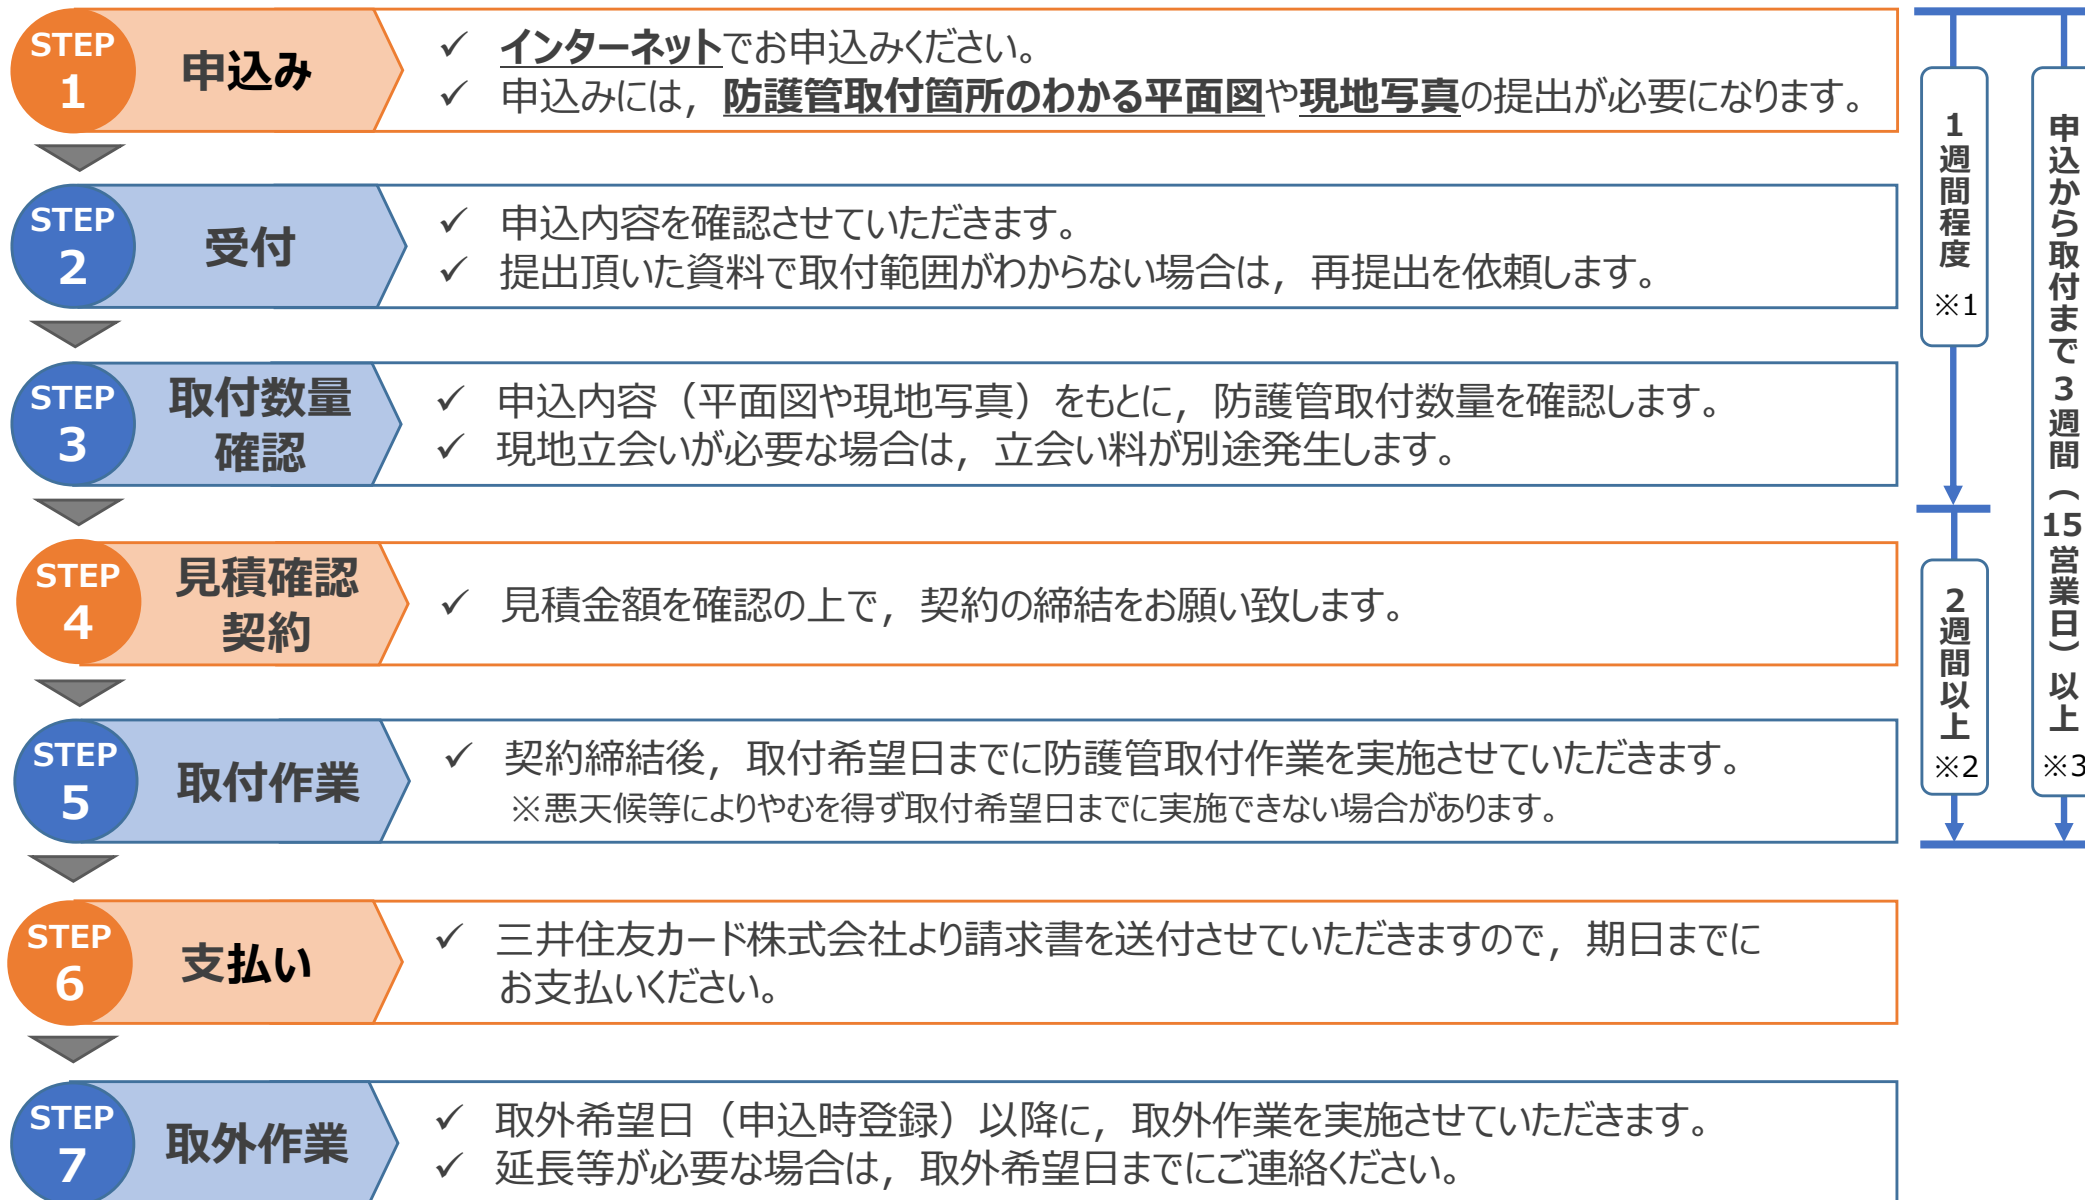 STEP
1
申込み
✓ インターネットでお申込みください。
✓ 申込みには，防護管取付箇所のわかる平面図や現地写真の提出が必要になります。
STEP
2
受付
✓ 申込内容を確認させていただきます。
✓ 提出頂いた資料で取付範囲がわからない場合は，再提出を依頼します。
STEP
3
取付数量
確認
✓ 申込内容（平面図や現地写真）をもとに，防護管取付数量を確認します。
✓ 現地立会いが必要な場合は，立会い料が別途発生します。
STEP
4
見積確認
契約
✓ 見積金額を確認の上で，契約の締結をお願い致します。
STEP
5
取付作業
✓ 契約締結後，取付希望日までに防護管取付作業を実施させていただきます。
※悪天候等によりやむを得ず取付希望日までに実施できない場合があります。
STEP
6
支払い
✓ 三井住友カード株式会社より請求書を送付させていただきますので，期日までに
お支払いください。
STEP
7
取外作業
✓ 取外希望日（申込時登録）以降に，取外作業を実施させていただきます。
✓ 延長等が必要な場合は，取外希望日までにご連絡ください。
1週間程度
※1
2週間以上
※2
申込から取付まで3週間（15営業日）以上
※3